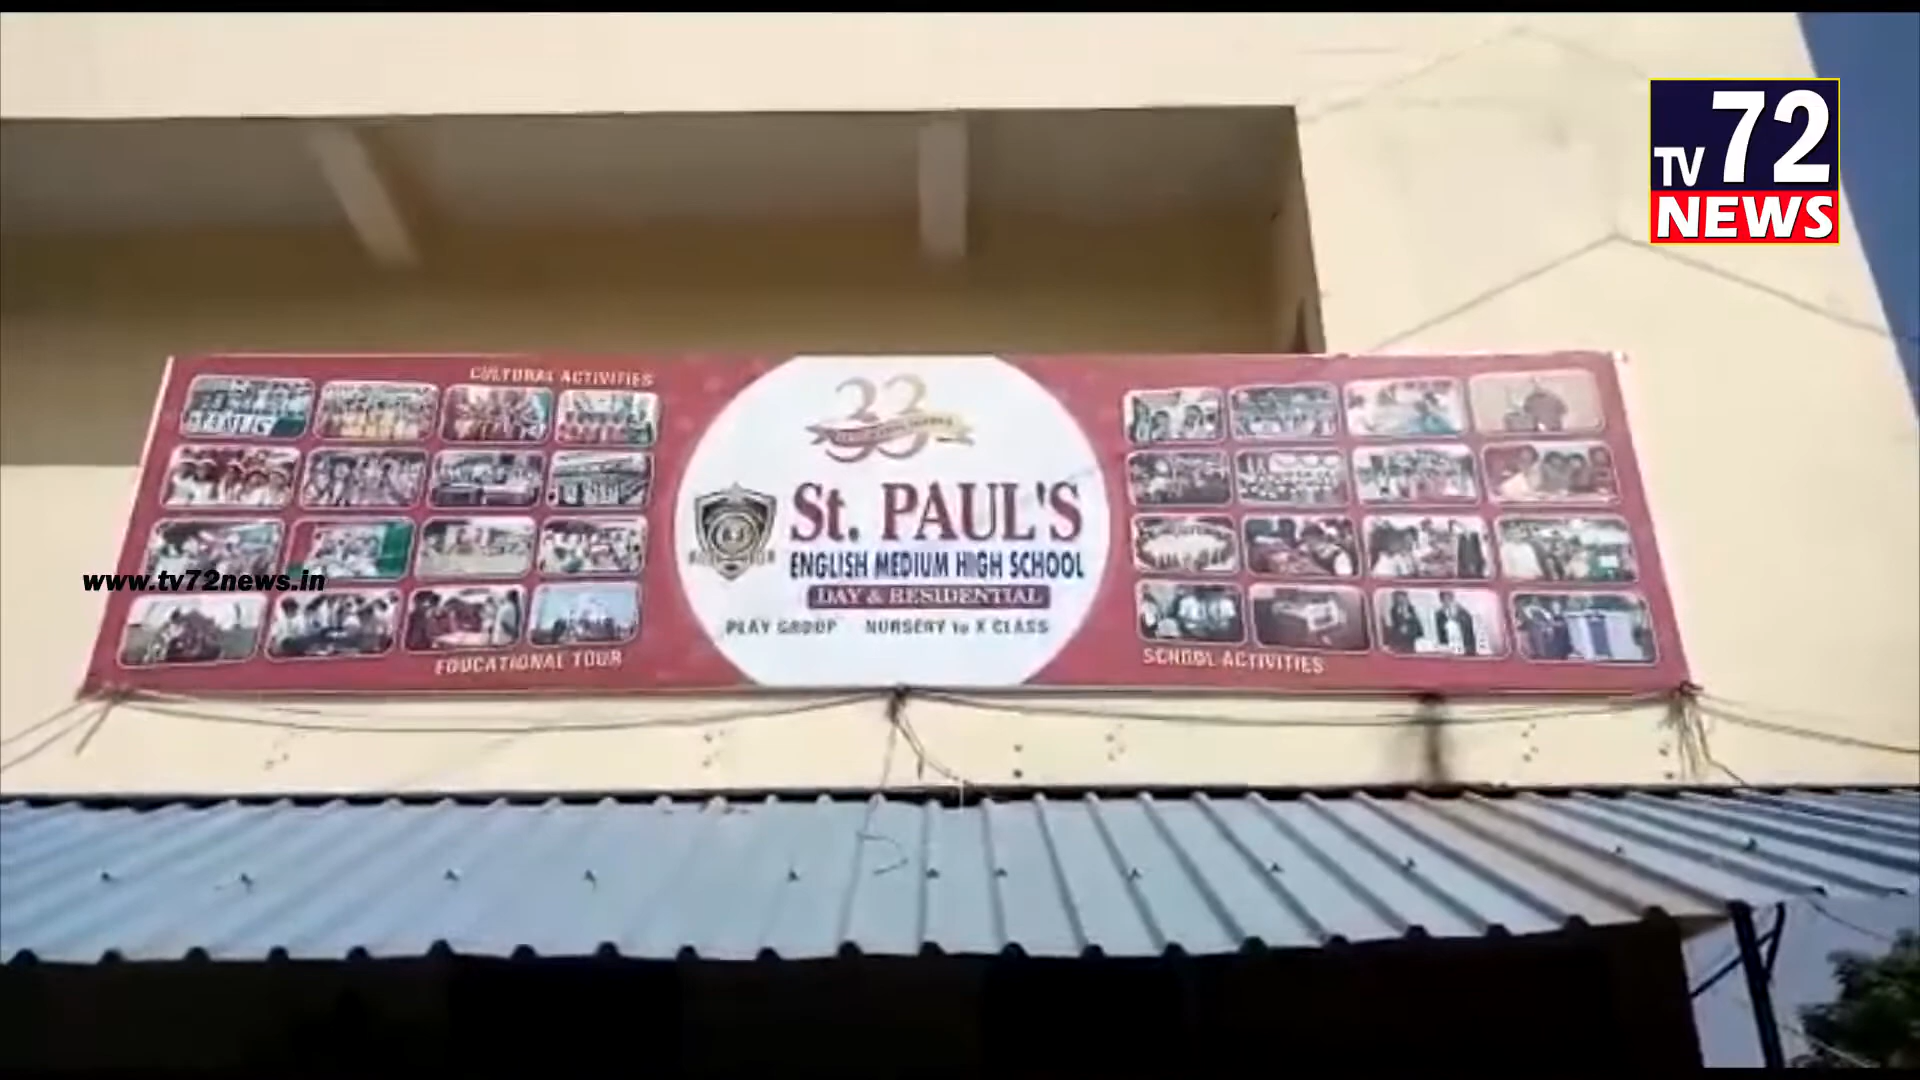 TV 72
NEWS
CULTURAL ACTIVITIES
33
St. PAUL'S
ENGLISH MEDIUM HIGH SCHOOL
DAY & RESIDENTIAL
PLAY GROUP NURSERY to X CLASS
www.tv72news.in
EDUCATIONAL TOUR
SCHOOL ACTIVITIES